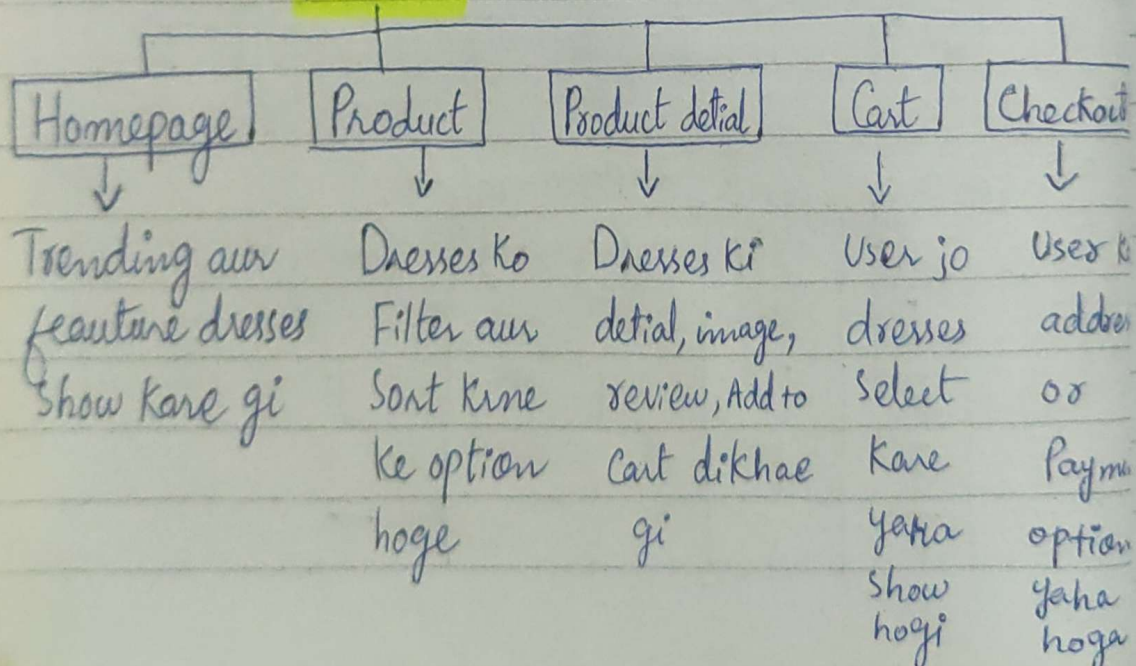 Homepage
Product
Product detial
Cart
Checkout
Trending aur
feauture dresses
Show Kare gi
Dresses Ko
Filter aur
Sort krne
ke option
hoge
Dresses Ki
detial, image,
review, Add to
Cart dikhae
gi
User jo
dresses
Select
Kare
yaha
Show
hogi
User
or
option
yaha
hoga